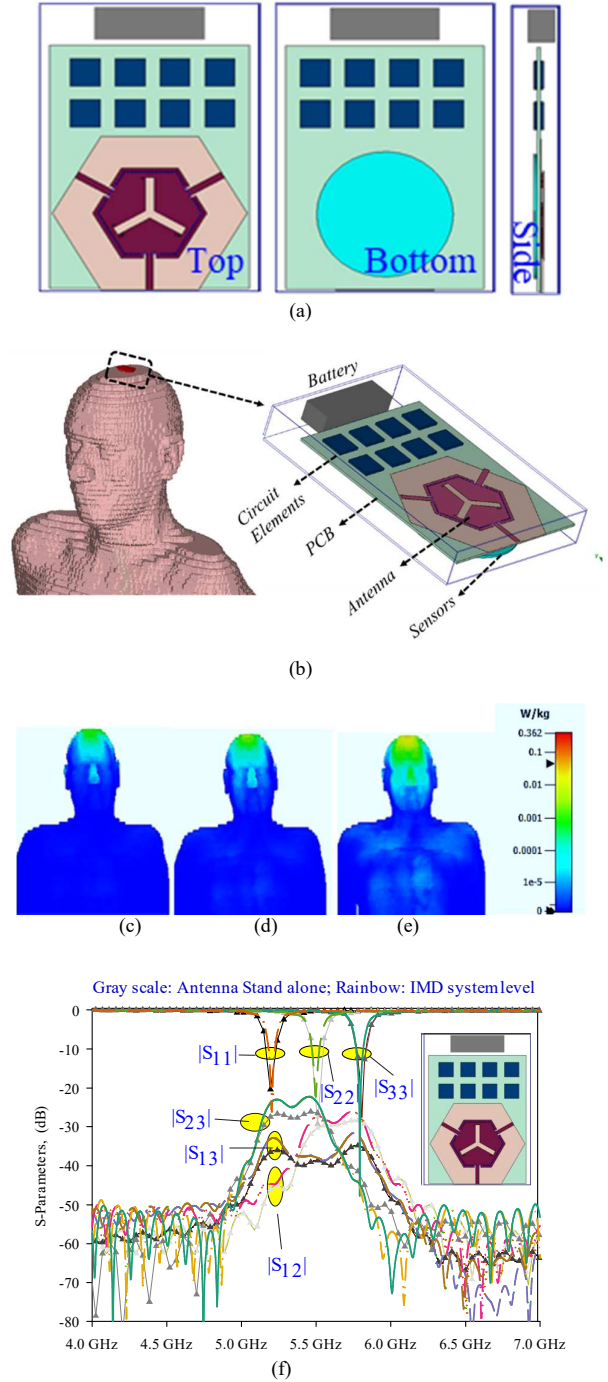 Top
Bottom
Side
(a)
Battery
Circuit
Elements
PCB
Antenna
Sensors
(b)
W/kg
0.362
0.1
0.01
0.001
0.0001
1e-5
0
(c)
(d)
(e)
Gray scale: Antenna Stand alone; Rainbow: IMD system level
0
-10
-20
-30
-40
-50
-60
-70
-80
S-Parameters, (dB)
|S11|
|S22|
|S33|
|S23|
|S13|
|S12|
4.0 GHz
4.5 GHz
5.0 GHz
5.5 GHz
6.0 GHz
6.5 GHz
7.0 GHz
(f)